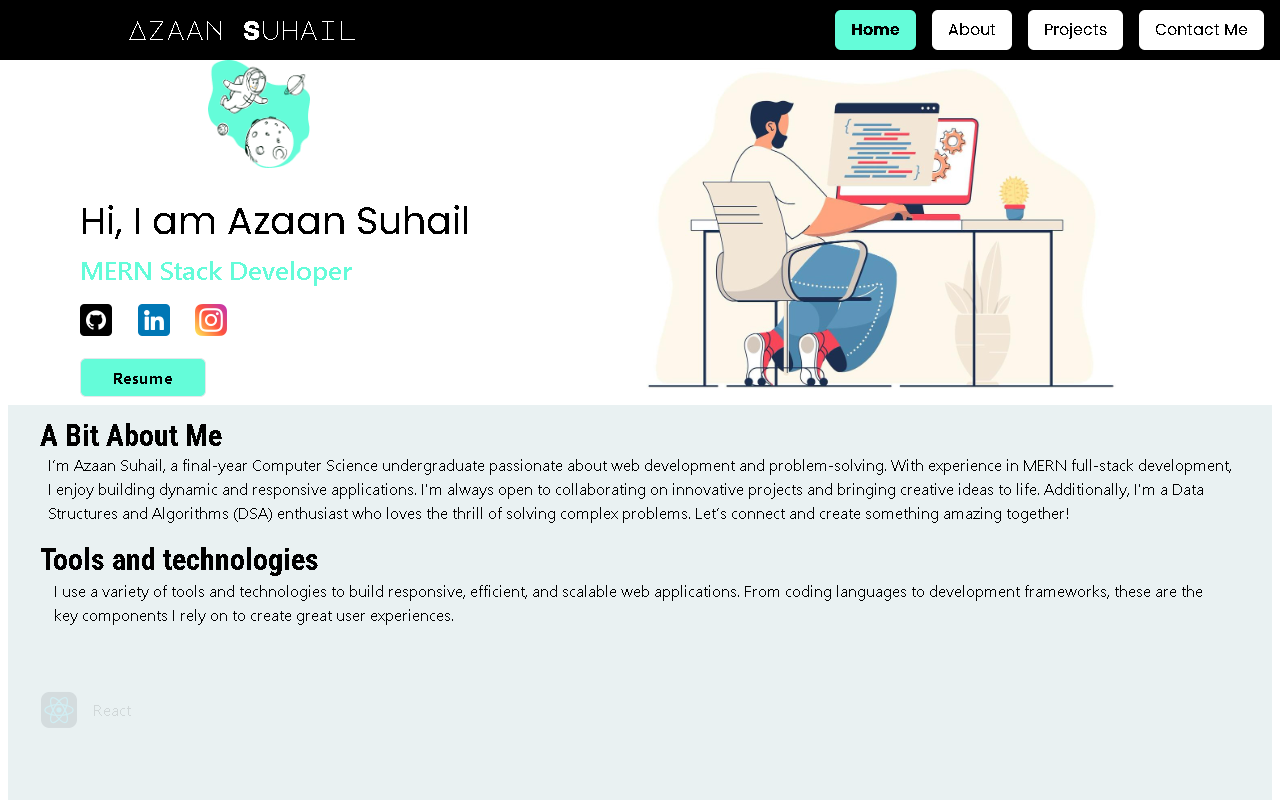 AZAAN SUHAIL
Home
About
Projects
Contact Me
Hi, I am Azaan Suhail
MERN Stack Developer
in
Resume
A Bit About Me
I'm Azaan Suhail, a final-year Computer Science undergraduate passionate about web development and problem-solving. With experience in MERN full-stack development,
I enjoy building dynamic and responsive applications. I'm always open to collaborating on innovative projects and bringing creative ideas to life. Additionally, I'm a Data
Structures and Algorithms (DSA) enthusiast who loves the thrill of solving complex problems. Let's connect and create something amazing together!
Tools and technologies
I use a variety of tools and technologies to build responsive, efficient, and scalable web applications. From coding languages to development frameworks, these are the
key components I rely on to create great user experiences.
React